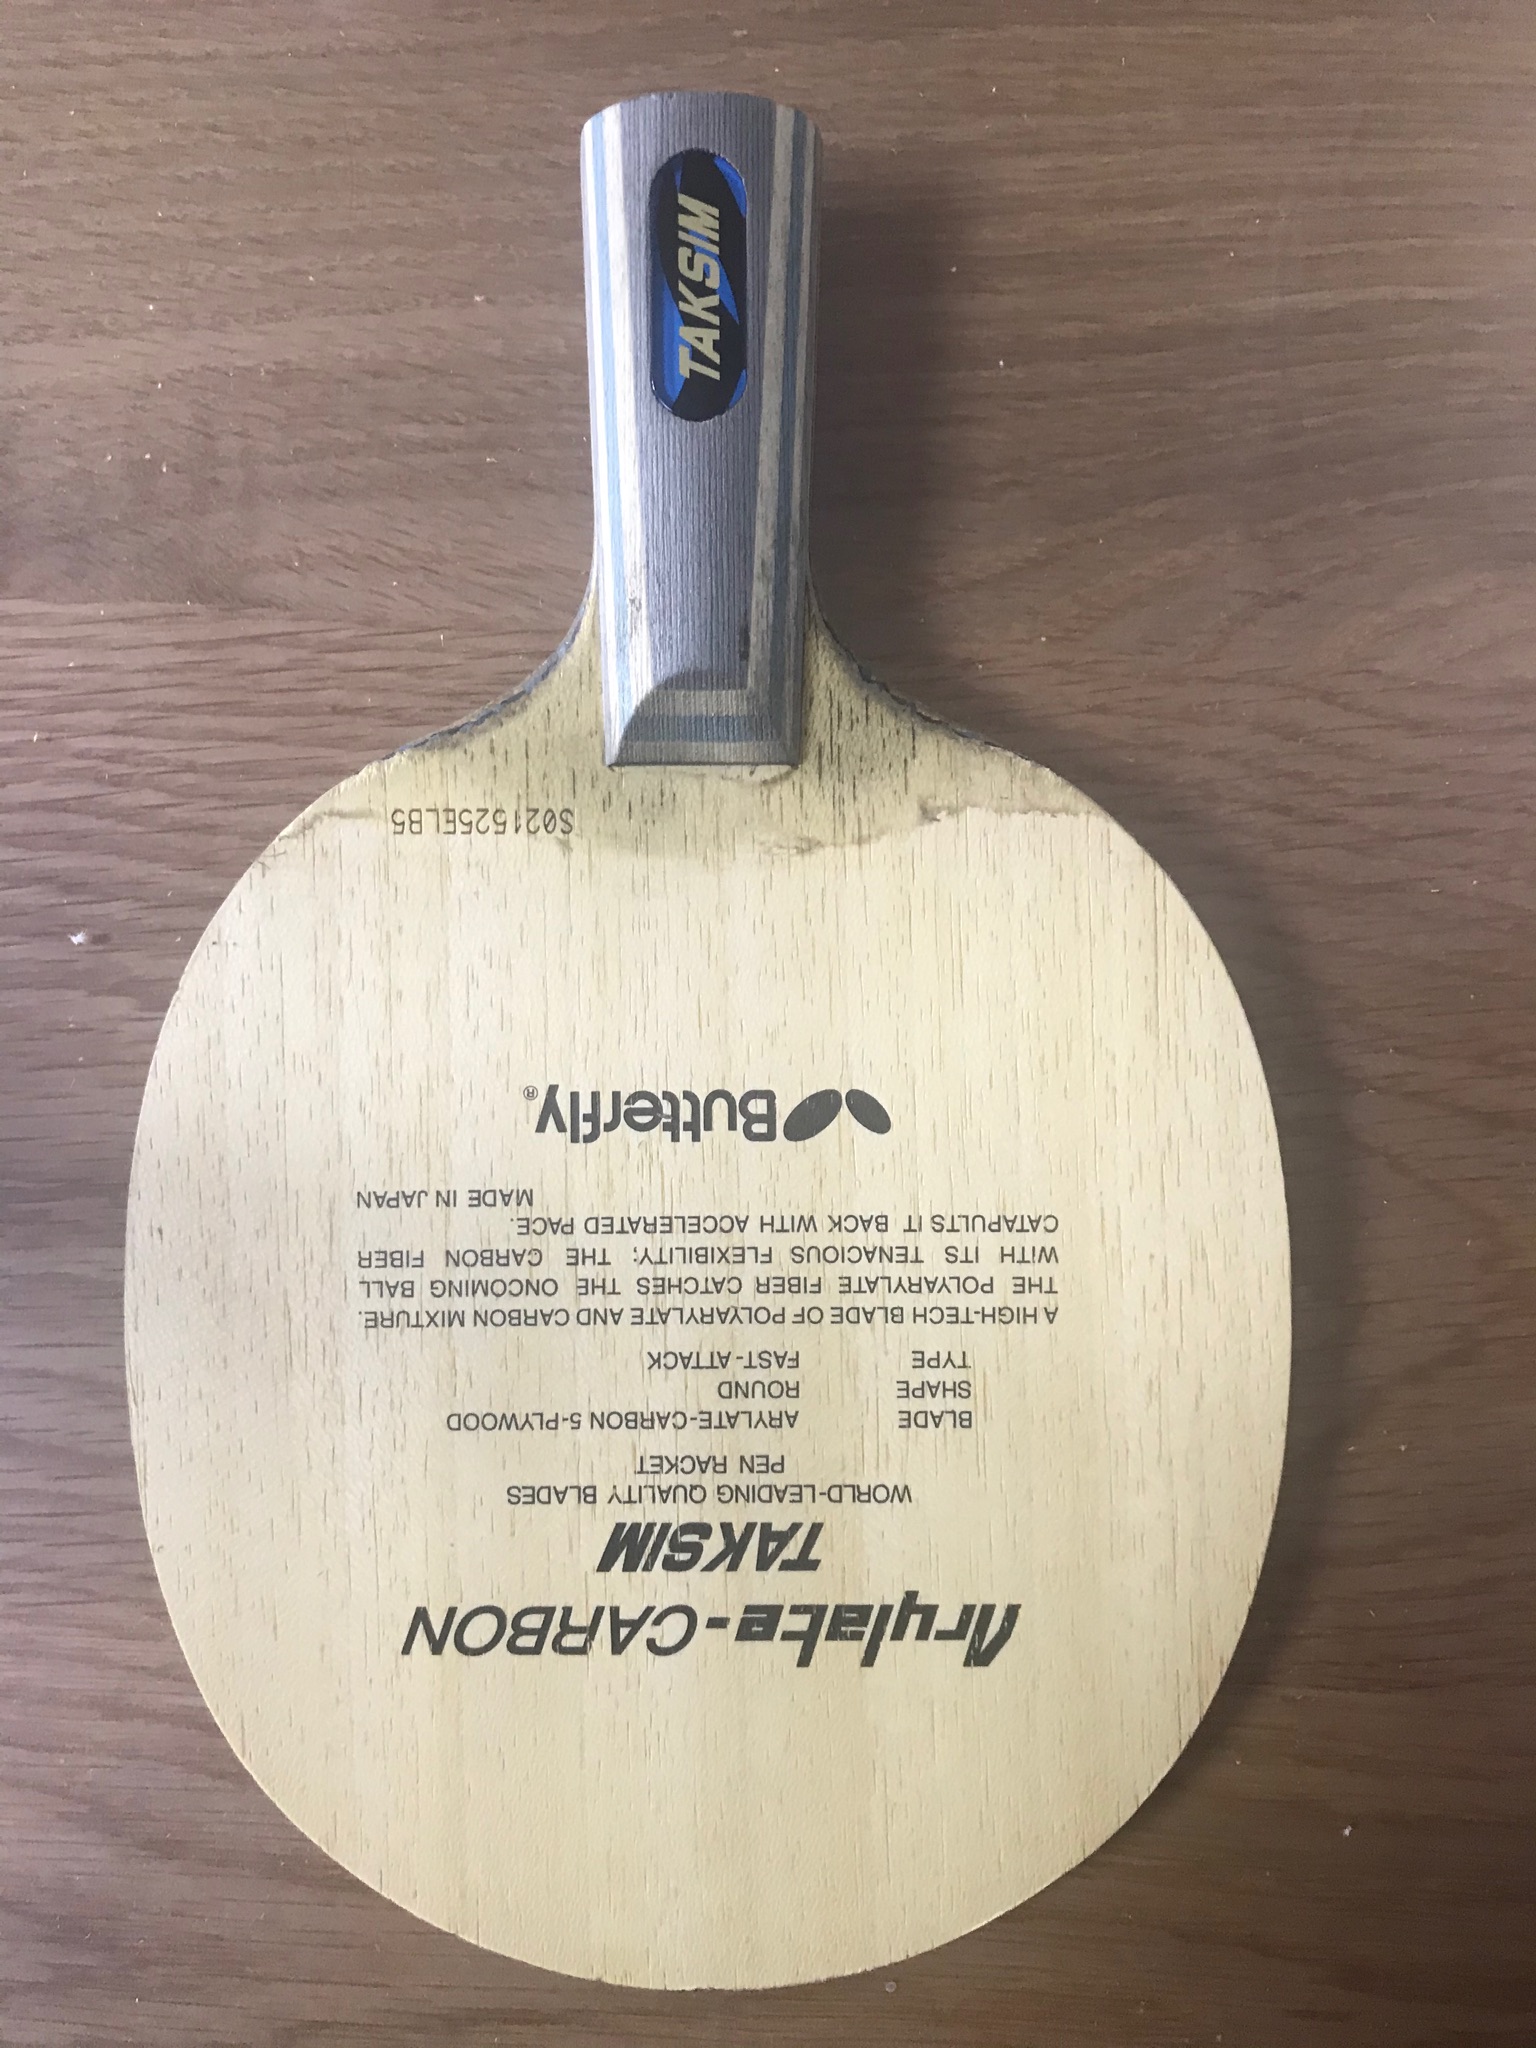 Arylate-CARBON
TAKSIM
WORLD-LEADING QUALITY BLADES
PEN RACKET
BLADE ARYLATE-CARBON 5-PLYWOOD
SHAPE ROUND
TYPE FAST-ATTACK
A HIGH-TECH BLADE OF POLYARYLATE AND CARBON MIXTURE.
THE POLYARYLATE FIBER CATCHES THE ONCOMING BALL
WITH ITS TENACIOUS FLEXIBILITY; THE CARBON FIBER
CATAPULTS IT BACK WITH ACCELERATED PACE.
MADE IN JAPAN
Butterfly®
S021525ELB5
TAKSIM